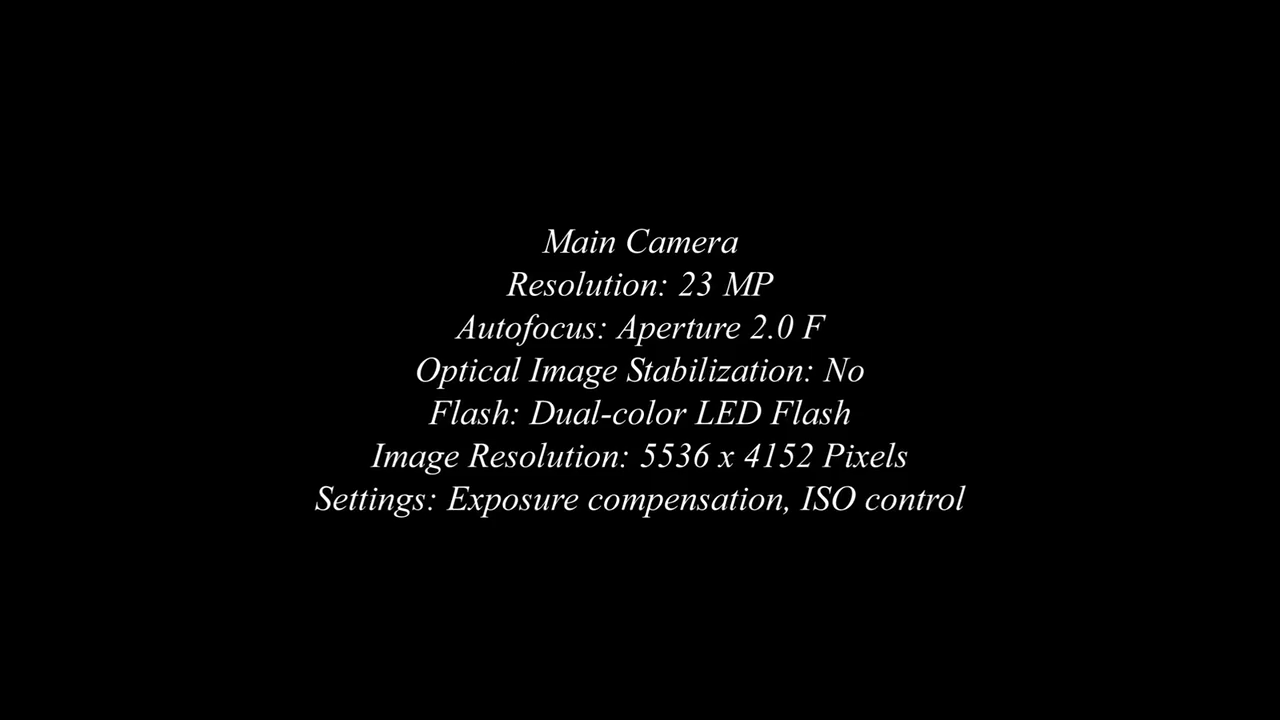 Main Camera
Resolution: 23 MP
Autofocus: Aperture 2.0 F
Optical Image Stabilization: No
Flash: Dual-color LED Flash
Image Resolution: 5536 x 4152 Pixels
Settings: Exposure compensation, ISO control